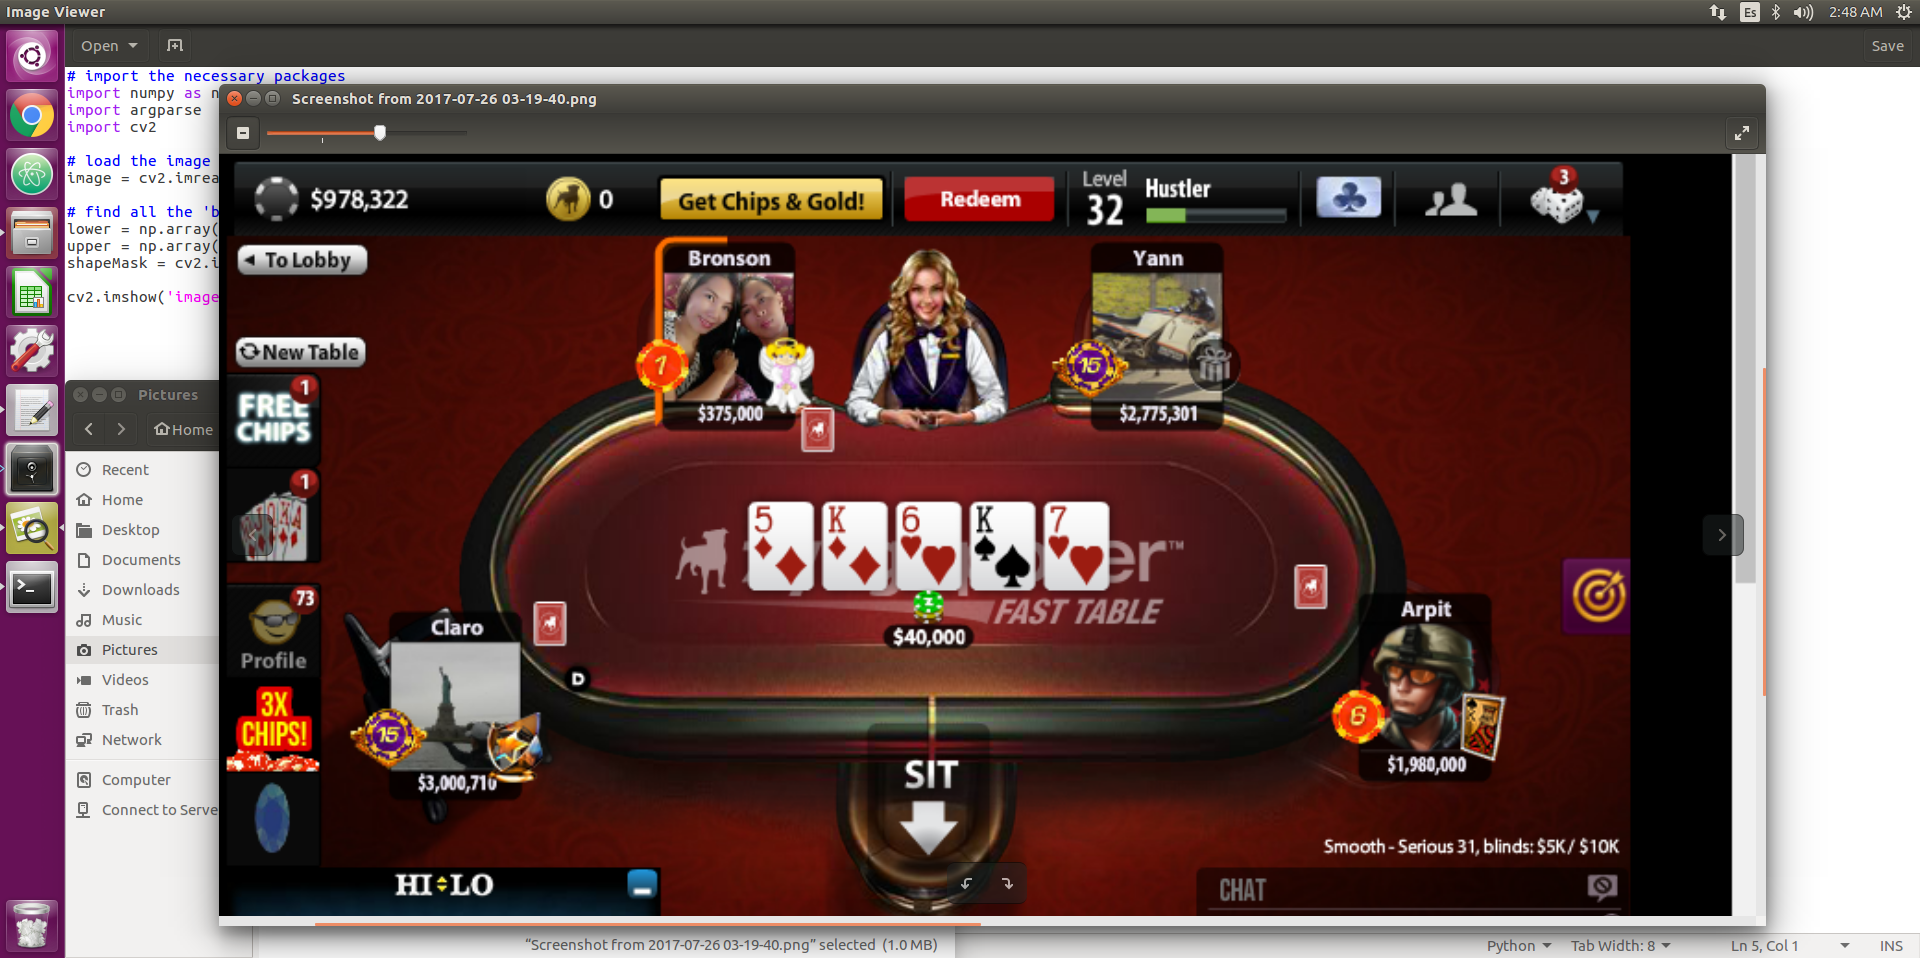 Image Viewer
Es
2:48 AM
Open
Save
# import the necessary packages
import numpy as n
import argparse
import cv2
# load the image
image = cv2.imrea
# find all the 'b
lower = np.array(
upper = np.array(
shapeMask = cv2.i
cv2.imshow('image
Screenshot from 2017-07-26 03-19-40.png
$978,322
0
Get Chips & Gold!
Redeem
Level
32
Hustler
3
To Lobby
New Table
1
FREE
CHIPS
1
73
Profile
3X
CHIPS!
Bronson
1
$375,000
Yann
15
$2,775,301
5
K
6
K
7
FAST TABLE
$40,000
Claro
D
15
$3,000,710
Arpit
6
$1,980,000
SIT
Smooth - Serious 31, blinds: $5K / $10K
HI LO
CHAT
Pictures
Home
Recent
Home
Desktop
Documents
Downloads
Music
Pictures
Videos
Trash
Network
Computer
Connect to Serve
"Screenshot from 2017-07-26 03-19-40.png" selected (1.0 MB)
Python
Tab Width: 8
Ln 5, Col 1
INS